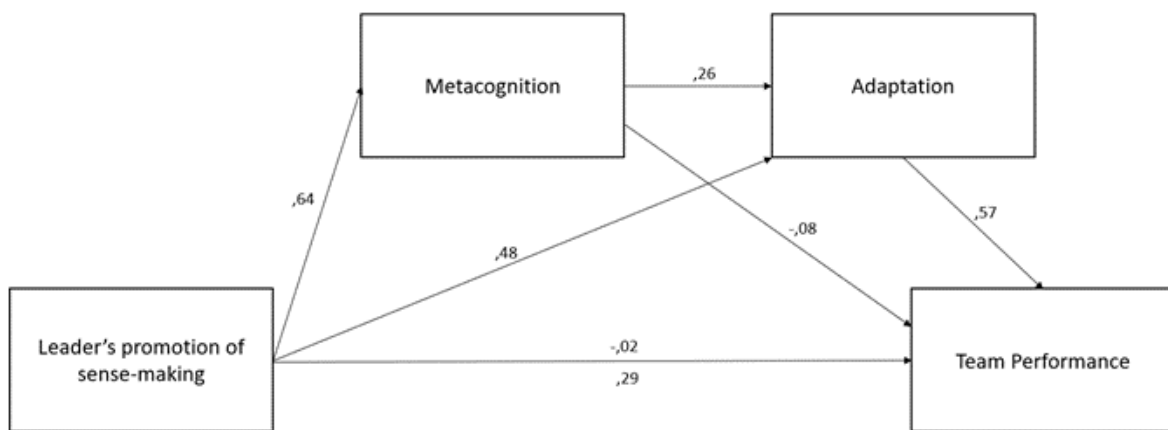 Metacognition
,26
Adaptation
,64
,48
-,08
,57
Leader’s promotion of
sense-making
-,02
,29
Team Performance